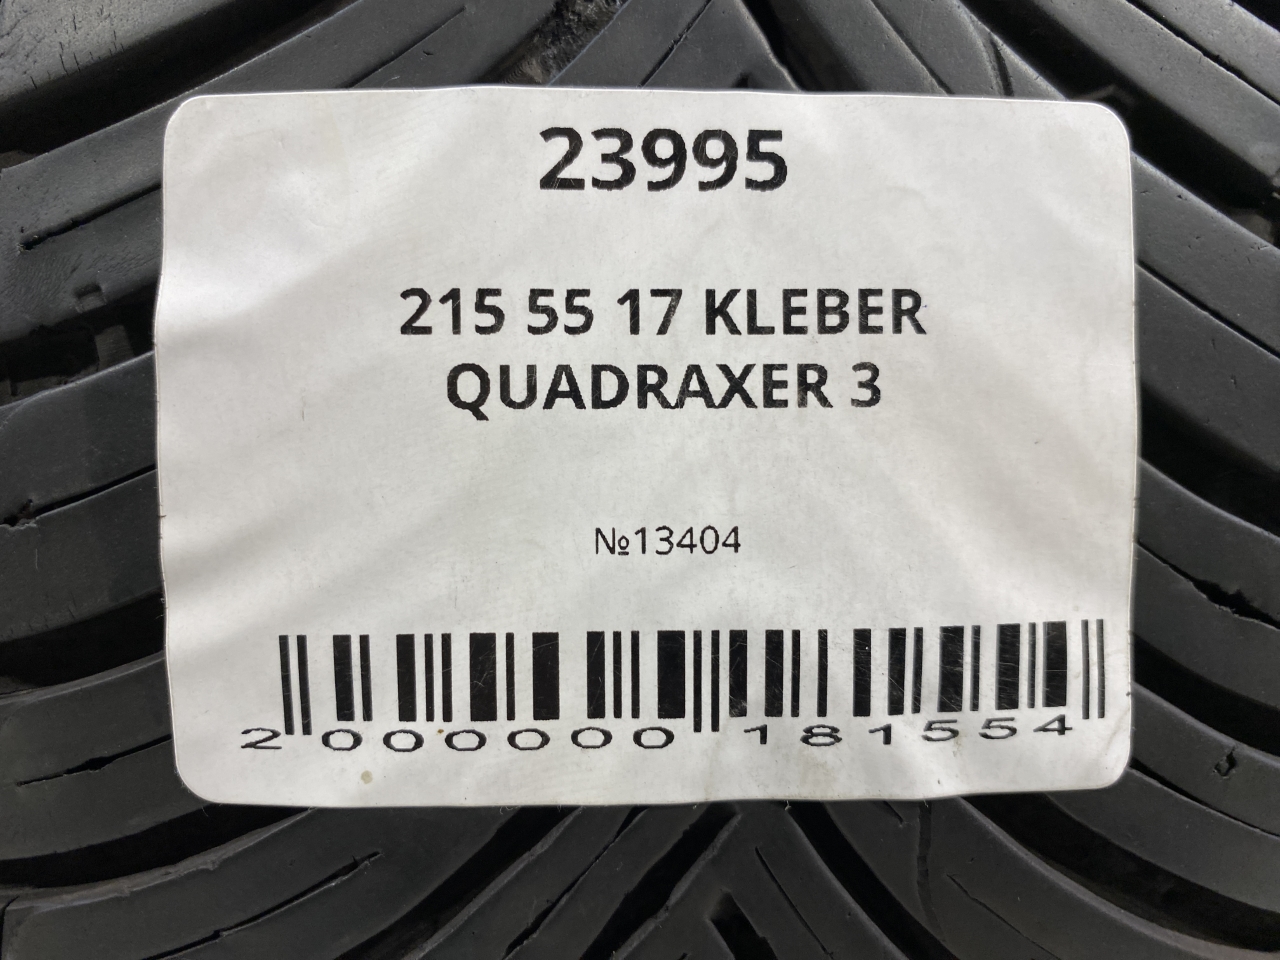 23995
215 55 17 KLEBER
QUADRAXER 3
№13404
2 000000 181554